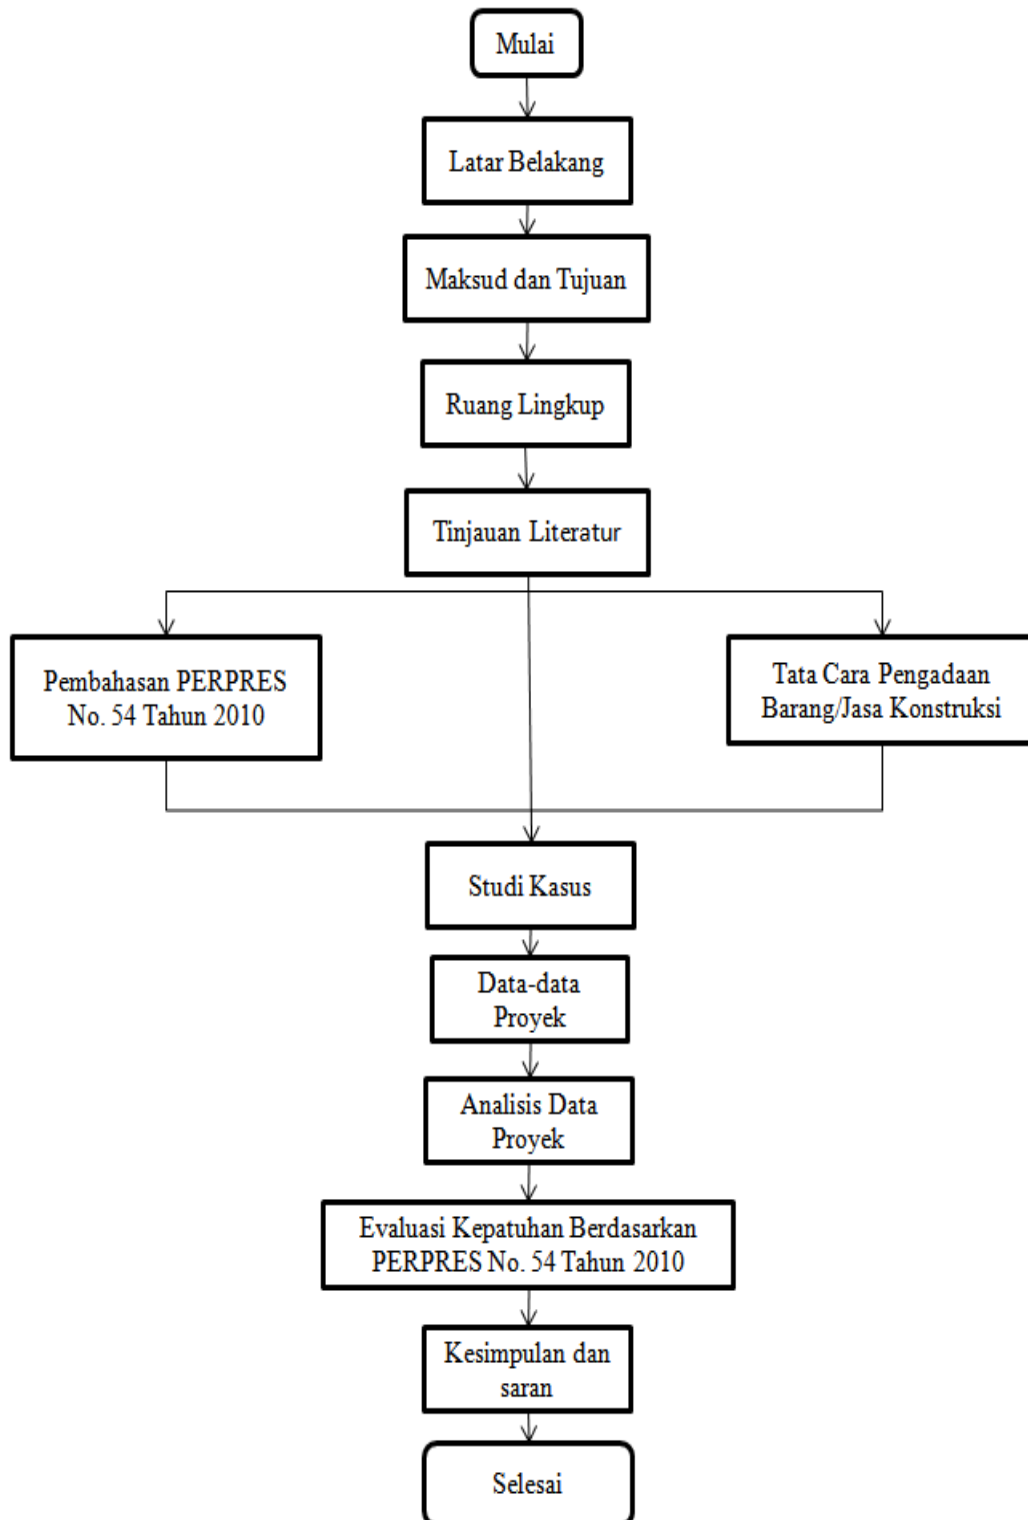 Mulai
Latar Belakang
Maksud dan Tujuan
Ruang Lingkup
Tinjauan Literatur
Pembahasan PERPRES
No. 54 Tahun 2010
Tata Cara Pengadaan
Barang/Jasa Konstruksi
Studi Kasus
Data-data
Proyek
Analisis Data
Proyek
Evaluasi Kepatuhan Berdasarkan
PERPRES No. 54 Tahun 2010
Kesimpulan dan
saran
Selesai